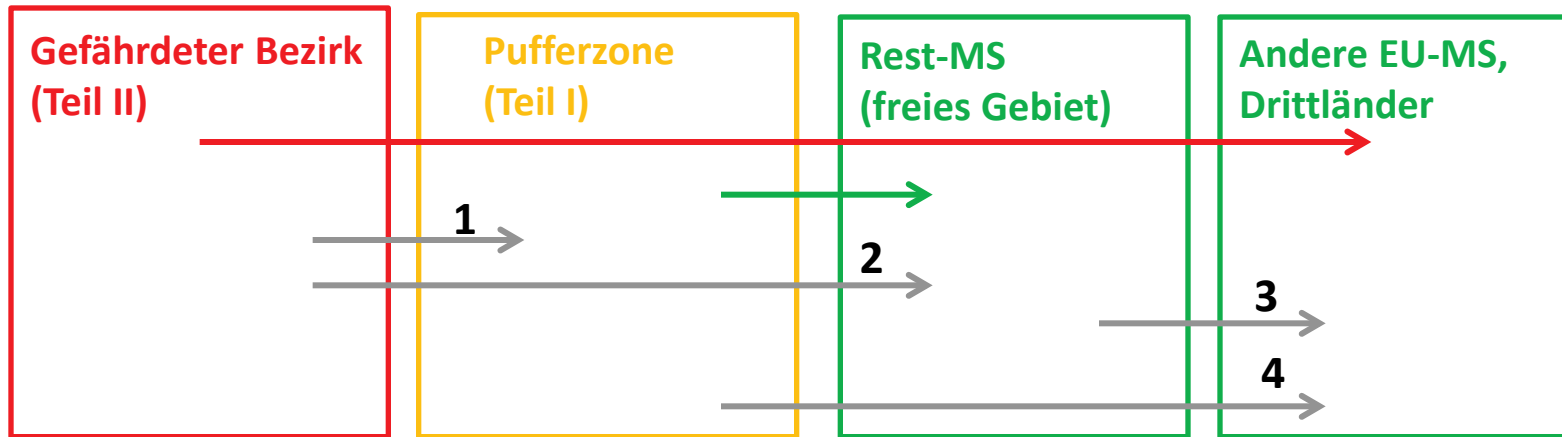 Gefährdeter Bezirk
(Teil II)
Pufferzone
(Teil I)
Rest-MS
(freies Gebiet)
Andere EU-MS,
Drittländer
1
2
3
4